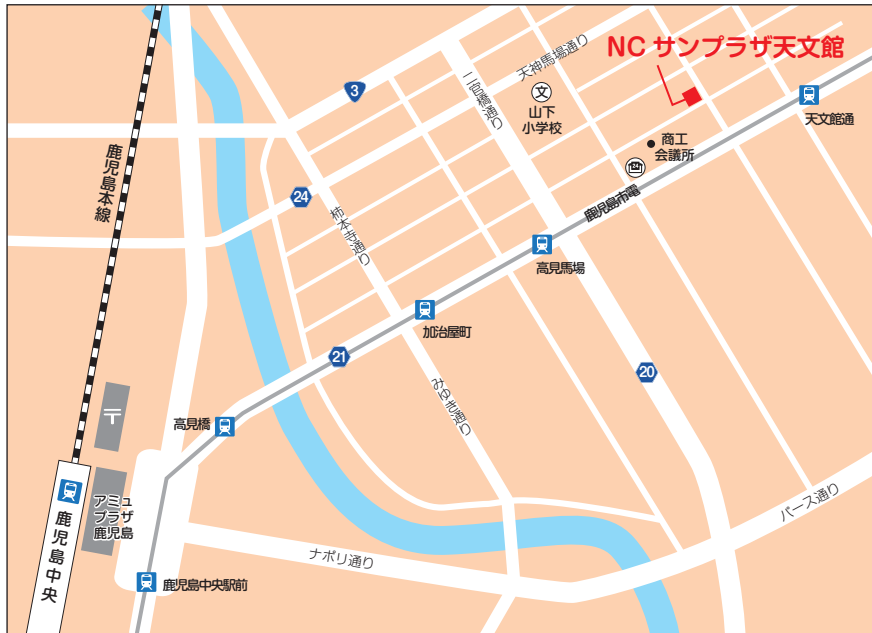 NC サンプラザ天文館
天神馬場通り
二官橋通り
3
文
山下
小学校
天文館通
商工
会議所
鹿児島本線
鹿児島市電
24
柿本寺通り
高見馬場
加治屋町
21
20
みゆき通り
〒
高見橋
アミュ
プラザ
鹿児島
鹿児島中央
パース通り
ナポリ通り
鹿児島中央駅前